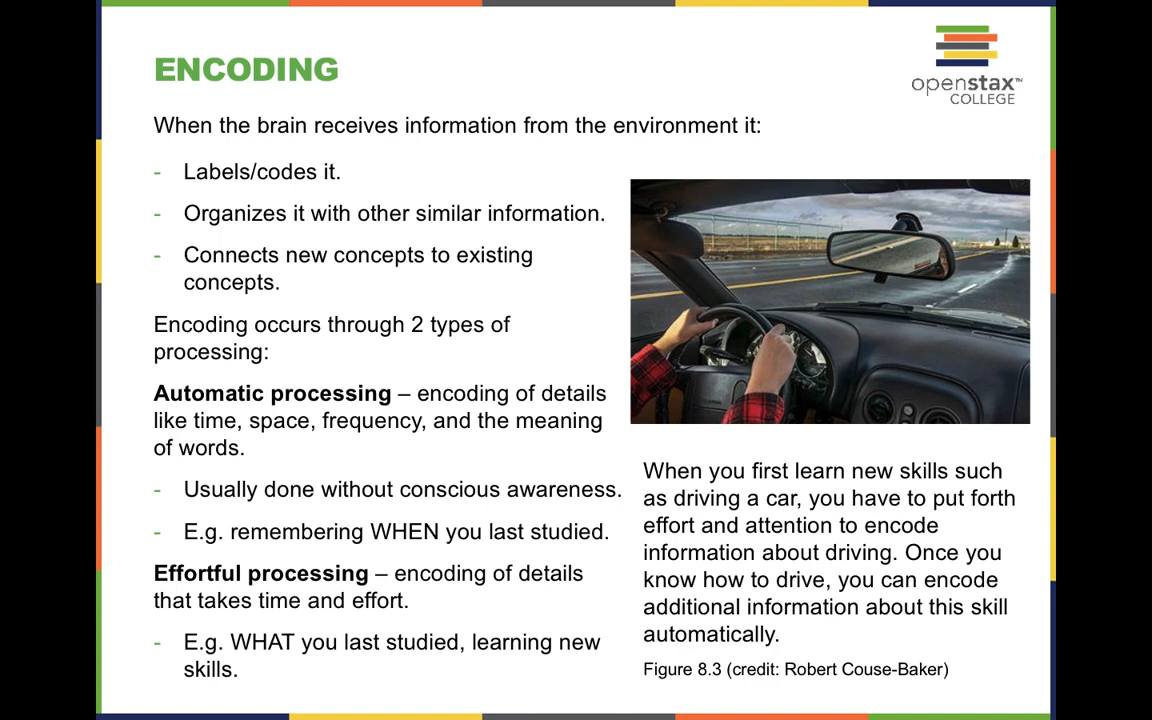 ENCODING
openstax™
COLLEGE
When the brain receives information from the environment it:
- Labels/codes it.
- Organizes it with other similar information.
- Connects new concepts to existing
concepts.
Encoding occurs through 2 types of
processing:
Automatic processing – encoding of details
like time, space, frequency, and the meaning
of words.
- Usually done without conscious awareness.
- E.g. remembering WHEN you last studied.
Effortful processing – encoding of details
that takes time and effort.
- E.g. WHAT you last studied, learning new
skills.
When you first learn new skills such
as driving a car, you have to put forth
effort and attention to encode
information about driving. Once you
know how to drive, you can encode
additional information about this skill
automatically.
Figure 8.3 (credit: Robert Couse-Baker)